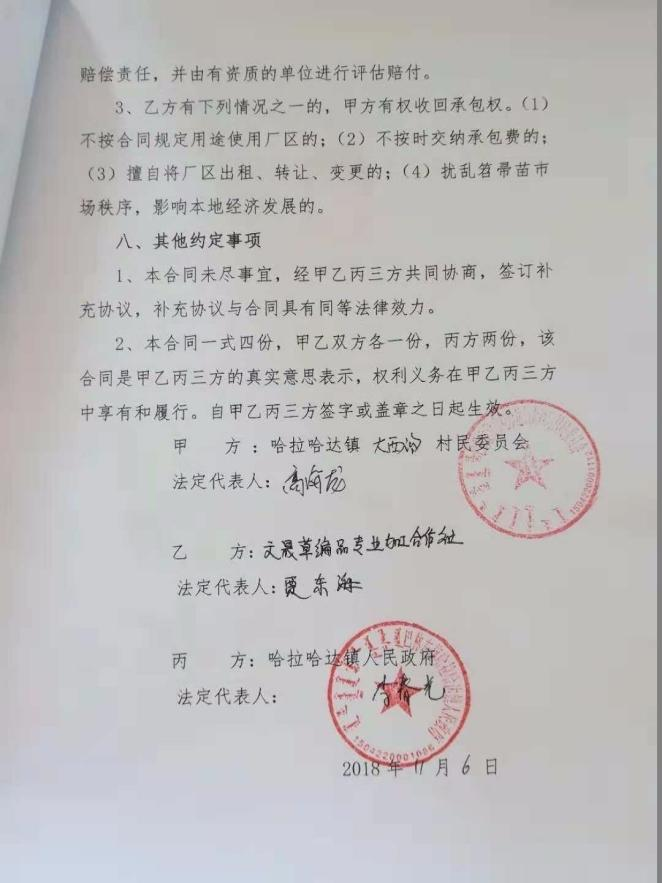 赔偿责任，并由有资质的单位进行评估赔付。
3、乙方有下列情况之一的，甲方有权收回承包权。（1）
不按合同规定用途使用厂区的；（2）不按时交纳承包费的；
（3）擅自将厂区出租、转让、变更的；（4）扰乱笤帚苗市
场秩序，影响本地经济发展的。
八、其他约定事项
1、本合同未尽事宜，经甲乙丙三方共同协商，签订补
充协议，补充协议与合同具有同等法律效力。
2、本合同一式四份，甲乙双方各一份，丙方两份，该
合同是甲乙丙三方的真实意思表示，权利义务在甲乙丙三方
中享有和履行。自甲乙丙三方签字或盖章之日起生效。
甲 方：哈拉哈达镇 大西沟 村民委员会
法定代表人：
乙 方：文晟草编品专业加工合作社
法定代表人：贾东海
丙 方：哈拉哈达镇人民政府
法定代表人：李春光
1504220001086
2018 年 11 月 6 日